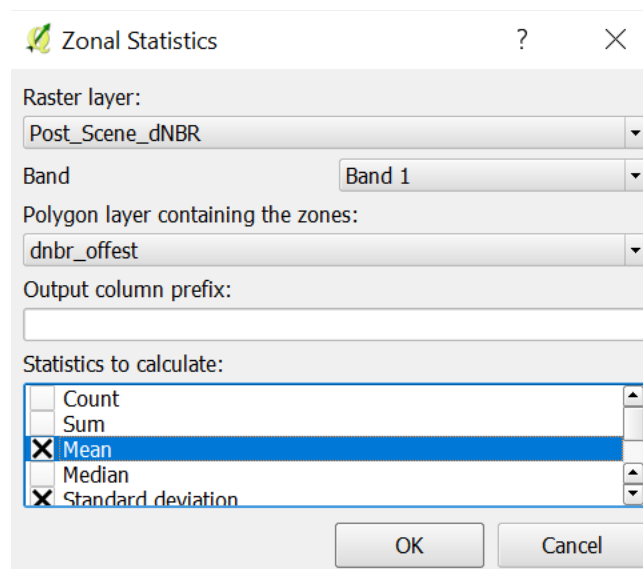 Zonal Statistics ?
Raster layer:
Post_Scene_dNBR
Band Band 1
Polygon layer containing the zones:
dnbr_offest
Output column prefix:
Statistics to calculate:
Count
Sum
Mean
Median
Standard deviation
OK Cancel